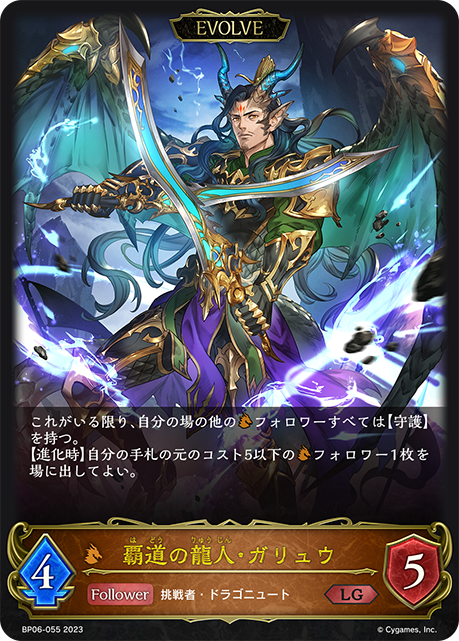 EVOLVE
これがいる限り、自分の場の他のフォロワーすべては【守護】
を持つ。
【進化時】自分の手札の元のコスト5以下のフォロワー1枚を
場に出してよい。
は どう りゅう じん
覇道の龍人・ガリュウ
4
5
Follower 挑戦者・ドラゴニュート LG
BP06-055 2023 © Cygames, Inc.